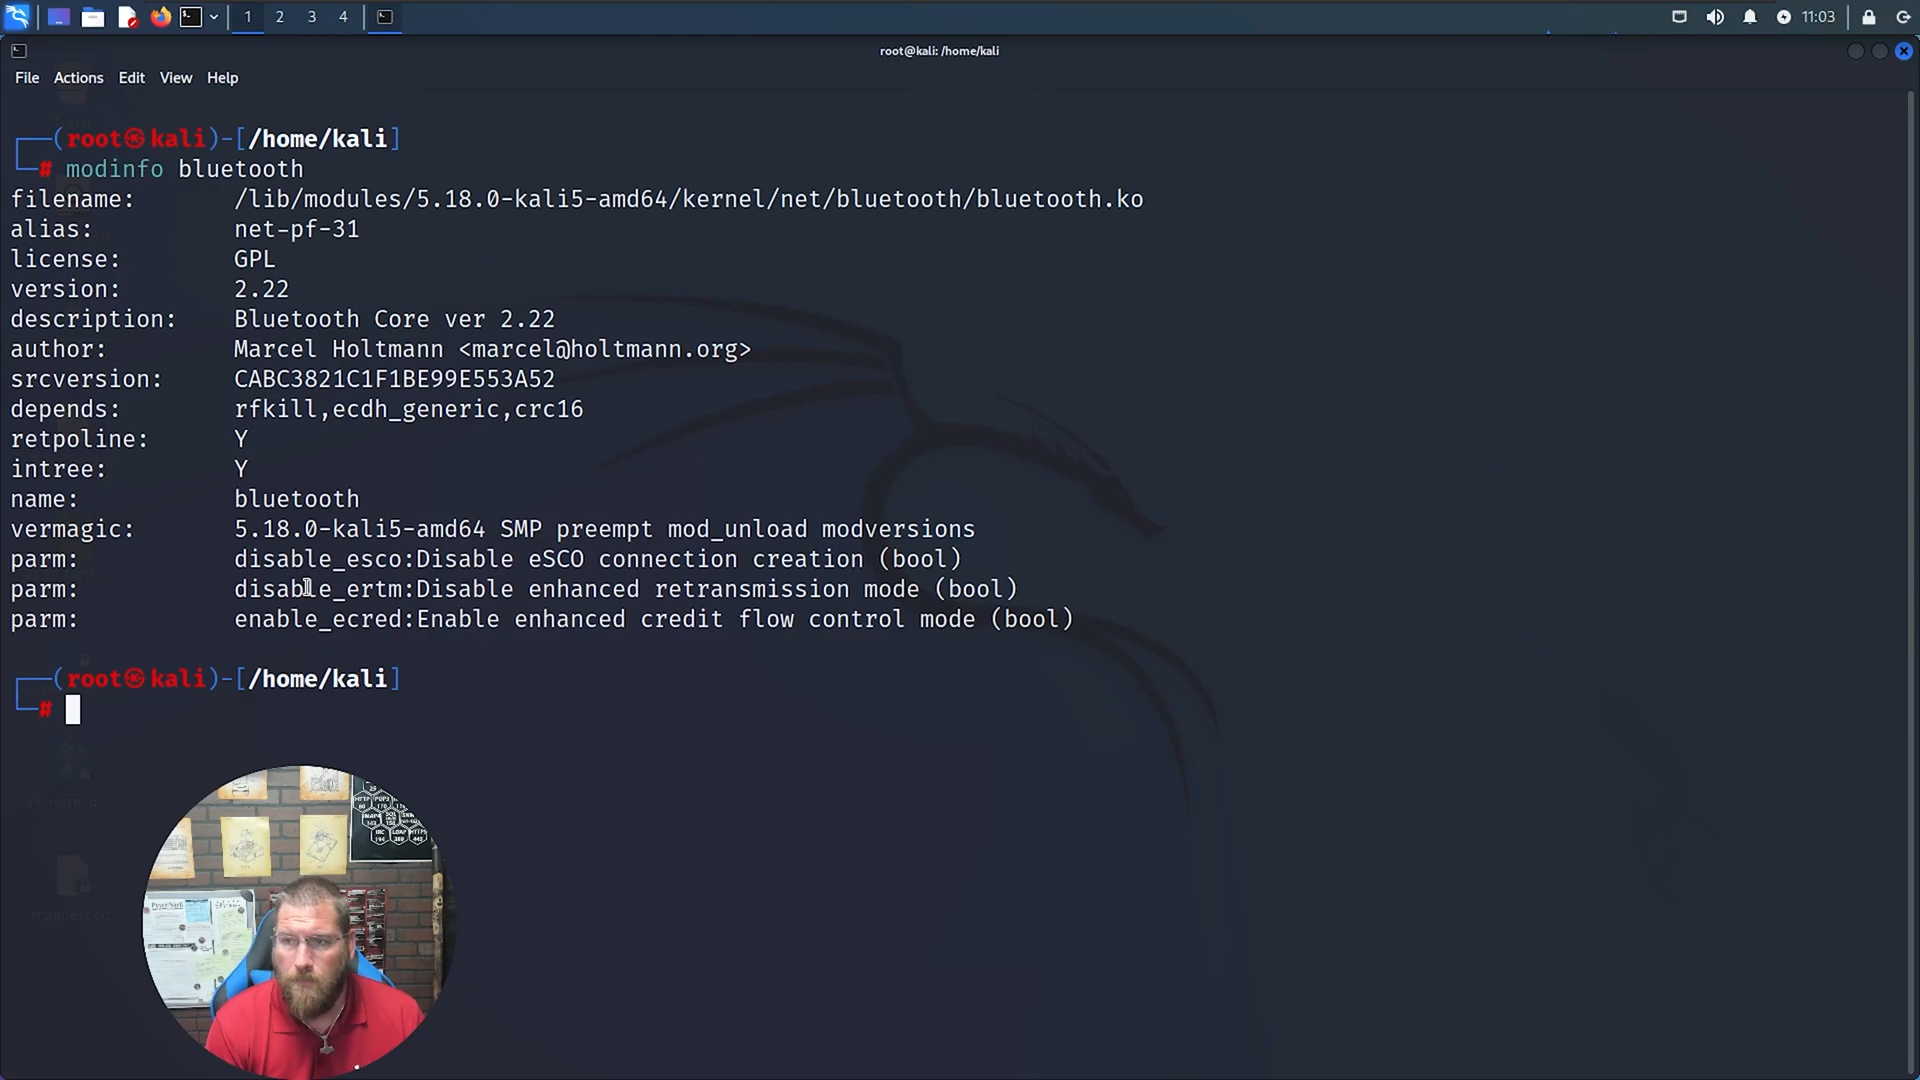 1 2 3 4
11:03
root@kali: /home/kali
File Actions Edit View Help
┌──(root㉿kali)-[/home/kali]
└─# modinfo bluetooth
filename: /lib/modules/5.18.0-kali5-amd64/kernel/net/bluetooth/bluetooth.ko
alias: net-pf-31
license: GPL
version: 2.22
description: Bluetooth Core ver 2.22
author: Marcel Holtmann <marcel@holtmann.org>
srcversion: CABC3821C1F1BE99E553A52
depends: rfkill,ecdh_generic,crc16
retpoline: Y
intree: Y
name: bluetooth
vermagic: 5.18.0-kali5-amd64 SMP preempt mod_unload modversions
parm: disable_esco:Disable eSCO connection creation (bool)
parm: disable_ertm:Disable enhanced retransmission mode (bool)
parm: enable_ecred:Enable enhanced credit flow control mode (bool)
┌──(root㉿kali)-[/home/kali]
└─#